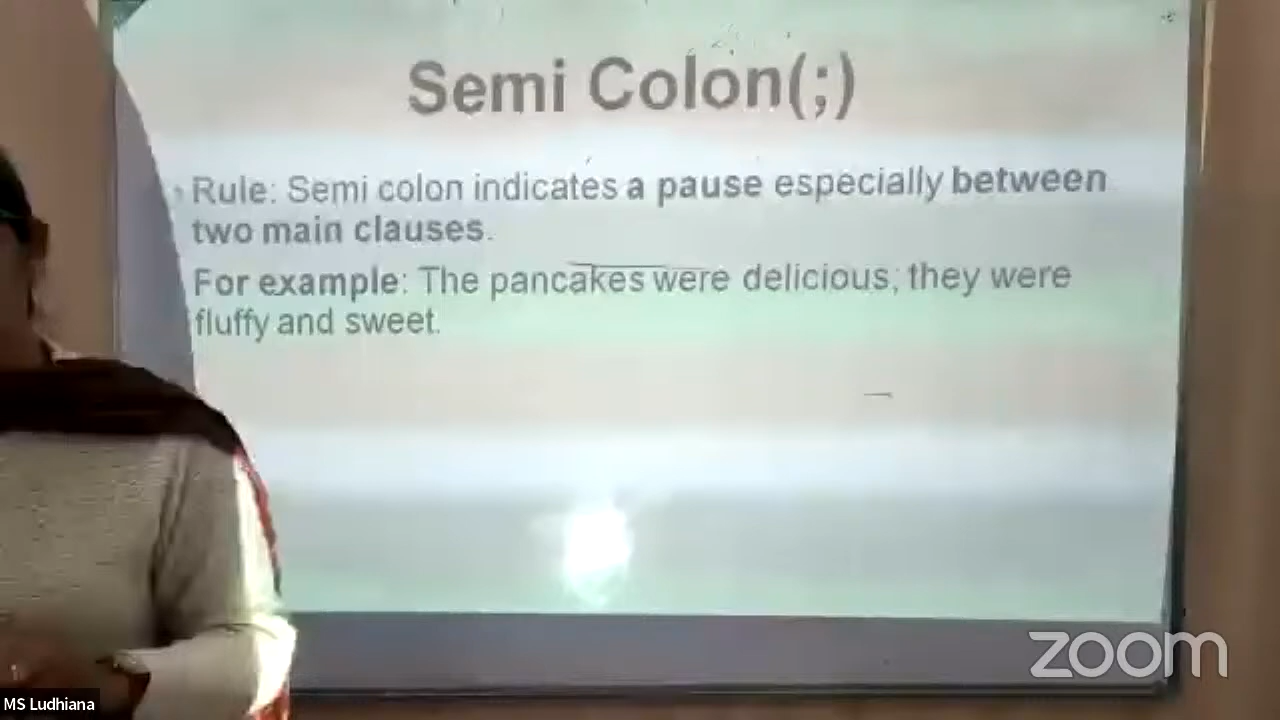 Semi Colon(;)
Rule: Semi colon indicates a pause especially between
two main clauses.
For example: The pancakes were delicious; they were
fluffy and sweet.
zoom
MS Ludhiana